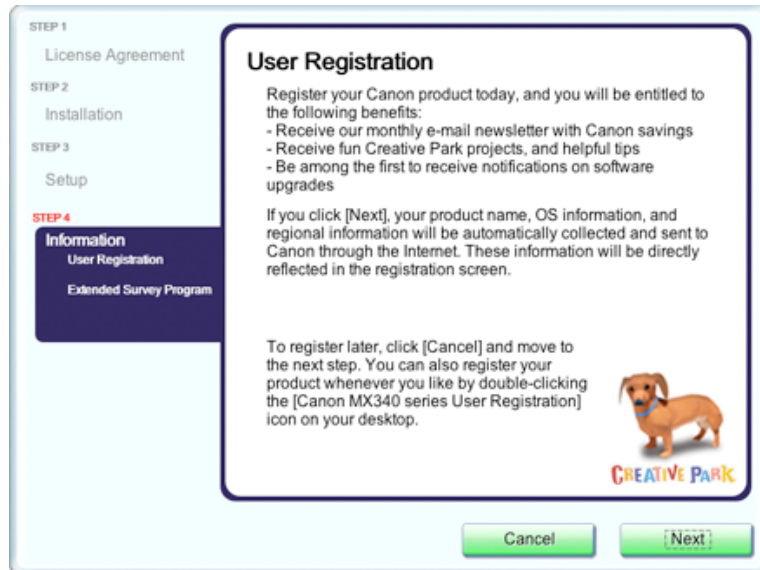 STEP 1
License Agreement
STEP 2
Installation
STEP 3
Setup
STEP 4
Information
User Registration
Extended Survey Program
User Registration
Register your Canon product today, and you will be entitled to
the following benefits:
- Receive our monthly e-mail newsletter with Canon savings
- Receive fun Creative Park projects, and helpful tips
- Be among the first to receive notifications on software
upgrades
If you click [Next], your product name, OS information, and
regional information will be automatically collected and sent to
Canon through the Internet. These information will be directly
reflected in the registration screen.
To register later, click [Cancel] and move to
the next step. You can also register your
product whenever you like by double-clicking
the [Canon MX340 series User Registration]
icon on your desktop.
CREATIVE PARK
Cancel
Next